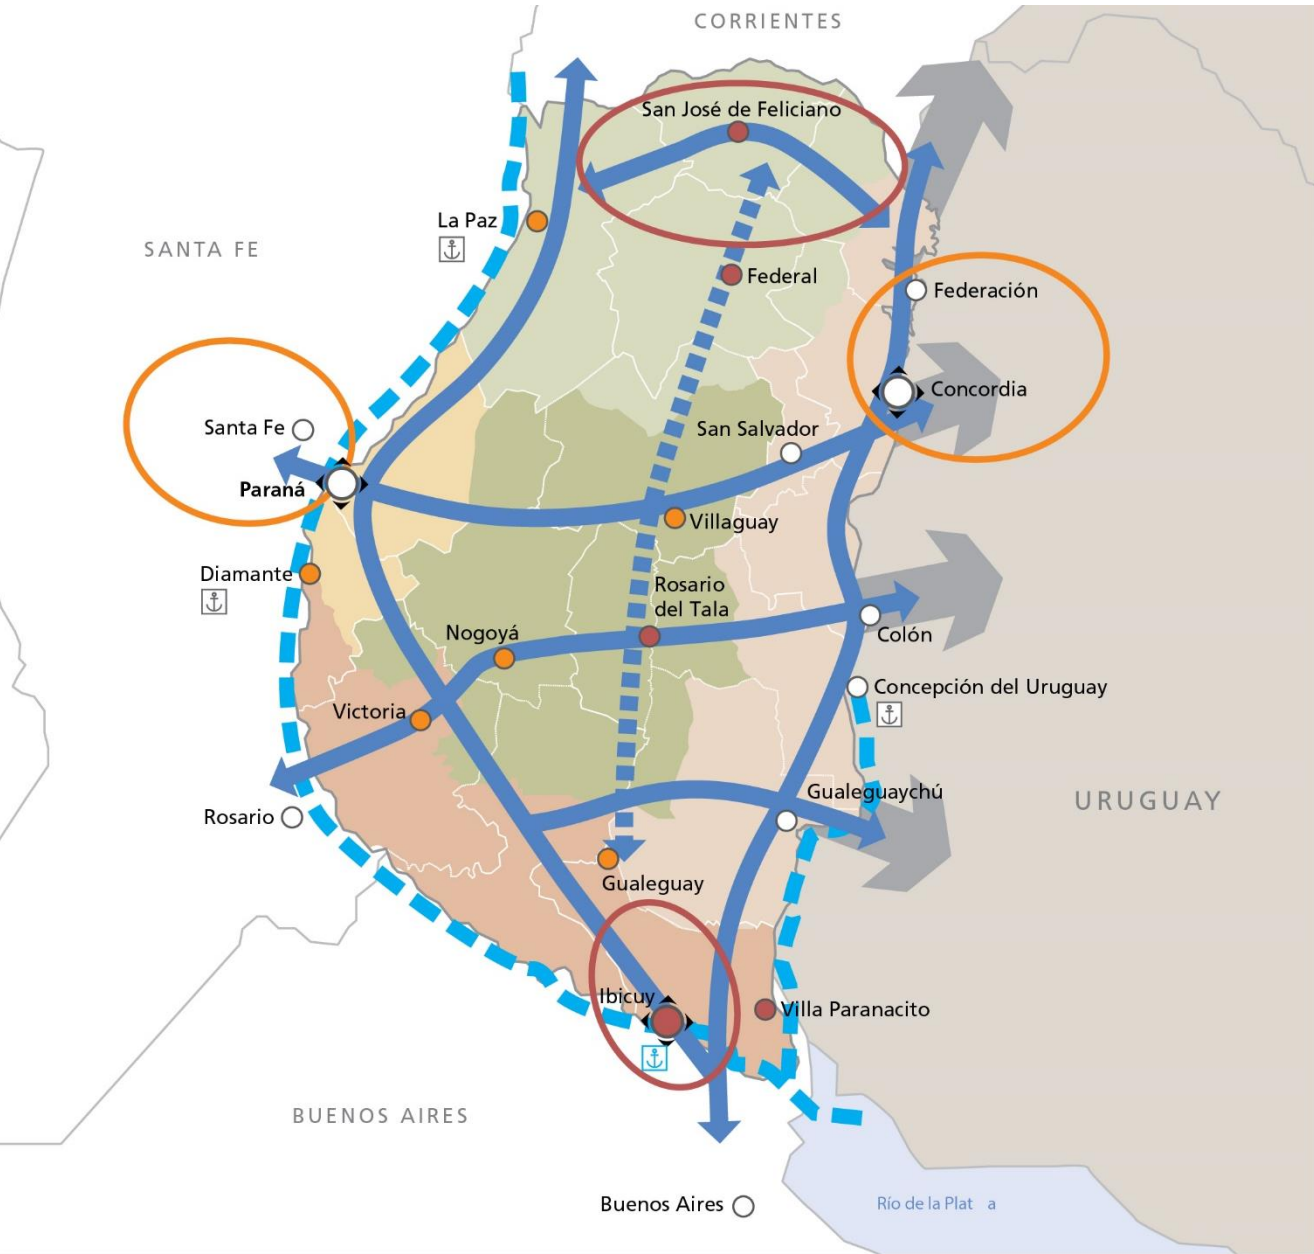 CORRIENTES
San José de Feliciano
La Paz
SANTA FE
Federal
Federación
Concordia
Santa Fe
San Salvador
Paraná
Villaguay
Diamante
Rosario
del Tala
Nogoyá
Colón
Concepción del Uruguay
Victoria
Gualeguaychú
URUGUAY
Rosario
Gualeguay
Ibicuy
Villa Paranacito
BUENOS AIRES
Buenos Aires
Río de la Plat a